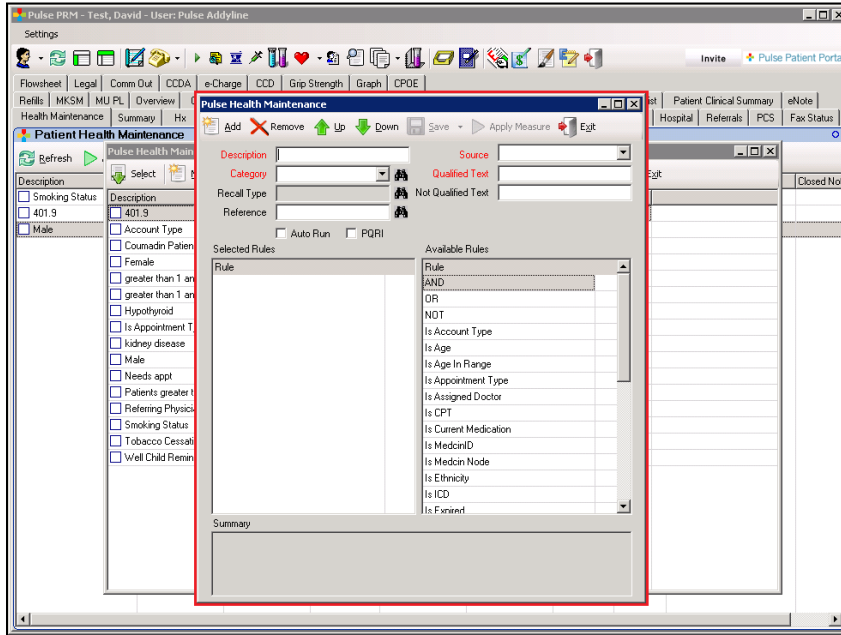 Pulse PRM - Test, David - User: Pulse Addyline
Settings
Invite Pulse Patient Porta
Flowsheet Legal Comm Out CCDA e-Charge CCD Grip Strength Graph CPOE
Refills MKSM MU PL Overview Patient Clinical Summary eNote
Health Maintenance Summary Hx Hospital Referrals PCS Fax Status
Patient Health Maintenance
Refresh
Description Closed No
Smoking Status
401.9
Male
Pulse Health Main
Select Exit
Description
401.9
Account Type
Coumadin Patien
Female
greater than 1 an
greater than 1 an
Hypothyroid
Is Appointment T
kidney disease
Male
Needs appt
Patients greater t
Referring Physici
Smoking Status
Tobacco Cessati
Well Child Remin
Pulse Health Maintenance
Add Remove Up Down Save Apply Measure Exit
Description Source
Category Qualified Text
Recall Type Not Qualified Text
Reference
Auto Run PQRI
Selected Rules Available Rules
Rule Rule
AND
OR
NOT
Is Account Type
Is Age
Is Age In Range
Is Appointment Type
Is Assigned Doctor
Is CPT
Is Current Medication
Is MedcinID
Is Medcin Node
Is Ethnicity
Is ICD
Is Expired
Summary